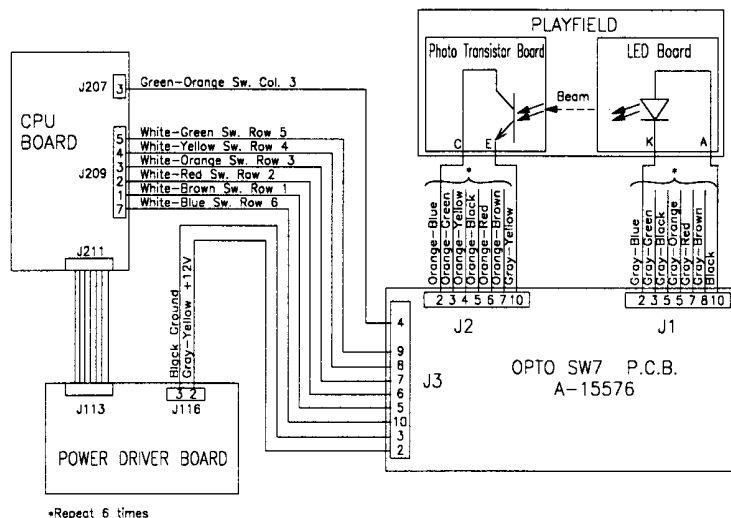 PLAYFIELD
Photo Transistor Board
LED Board
Beam
C
E
K
A
CPU
BOARD
J207
3
Green-Orange Sw. Col. 3
J209
5
White-Green Sw. Row 5
4
White-Yellow Sw. Row 4
3
White-Orange Sw. Row 3
2
White-Red Sw. Raw 2
1
White-Brown Sw. Row 1
7
White-Blue Sw. Row 6
J211
Black Ground
Gray-Yellow +12V
*
Orange-Blue
Orange-Green
Orange-Yellow
Orange-Black
Orange-Red
Orange-Brown
Gray-Yellow
2 3 4 5 6 7 10
J2
*
Gray-Blue
Gray-Green
Gray-Black
Gray-Orange
Gray-Red
Gray-Brown
Black
2 3 5 5 7 8 10
J1
J3
4
9
8
7
6
5
10
3
2
OPTO SW7 P.C.B.
A-15576
J113
3 2
J116
POWER DRIVER BOARD
*Repeat 6 times